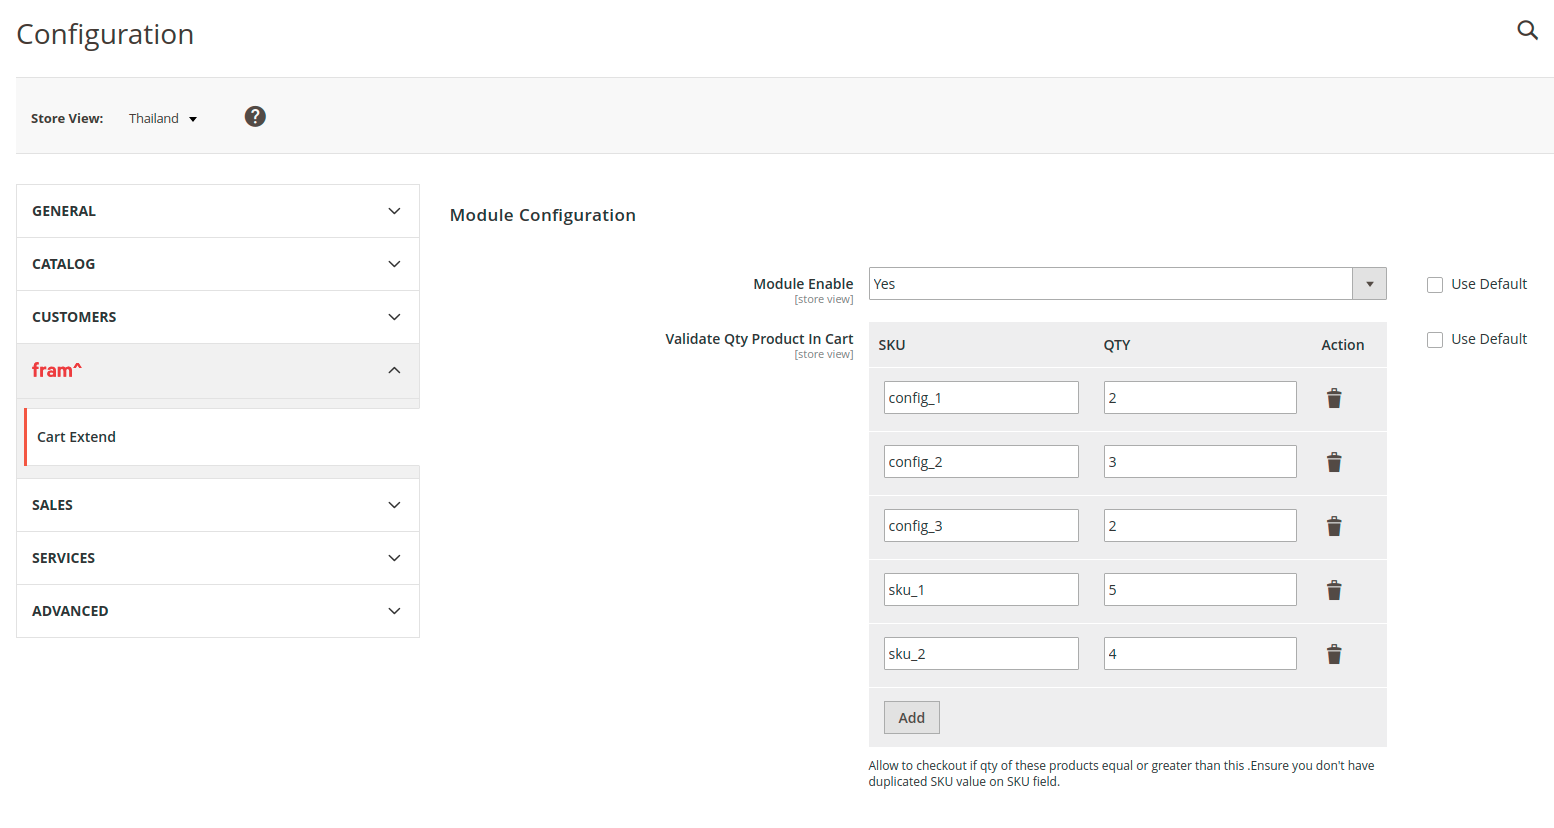 Configuration
Store View: Thailand
GENERAL
CATALOG
CUSTOMERS
fram^
Cart Extend
SALES
SERVICES
ADVANCED
Module Configuration
Module Enable
[store view]
Yes
Use Default
Validate Qty Product In Cart
[store view]
Use Default
SKU QTY Action
config_1 2
config_2 3
config_3 2
sku_1 5
sku_2 4
Add
Allow to checkout if qty of these products equal or greater than this .Ensure you don't have
duplicated SKU value on SKU field.